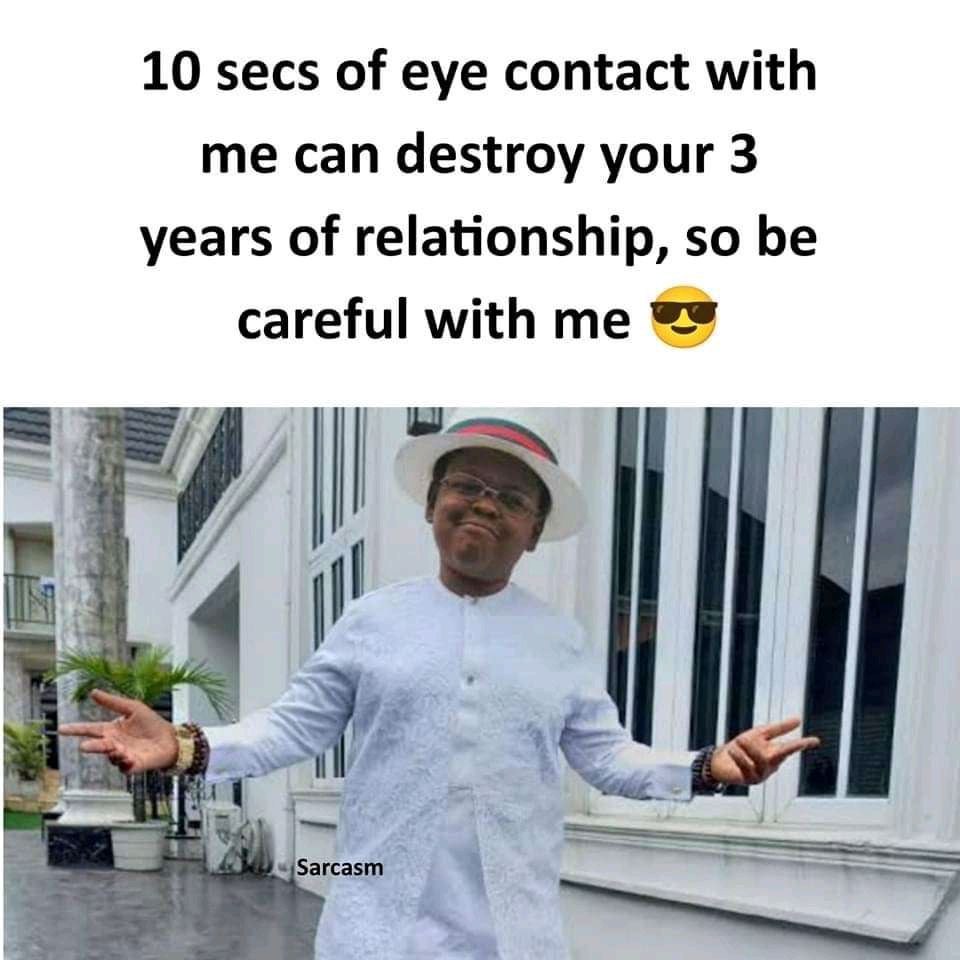 10 secs of eye contact with
me can destroy your 3
years of relationship, so be
careful with me 😎
Sarcasm